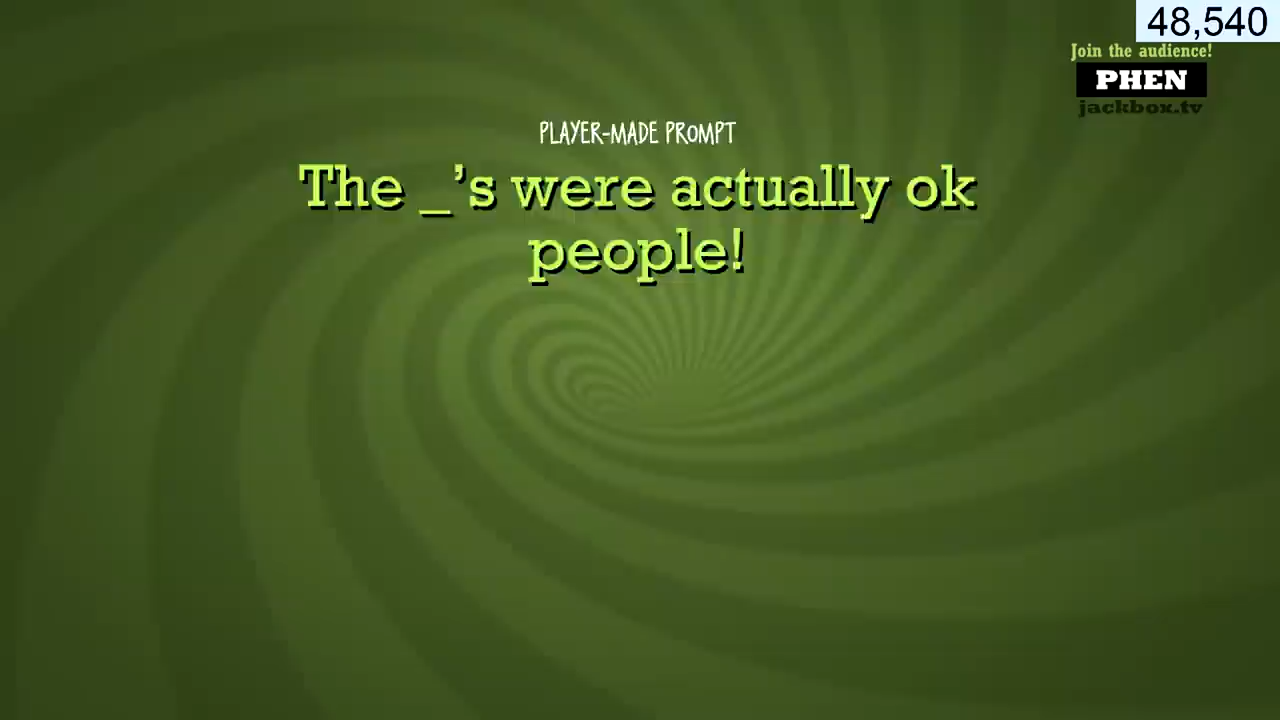 48,540
Join the audience!
PHEN
jackbox.tv
PLAYER-MADE PROMPT
The _’s were actually ok
people!